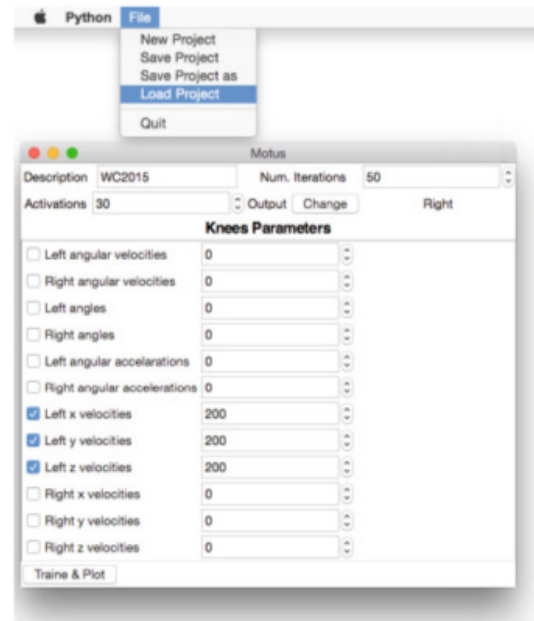 Python File
New Project
Save Project
Save Project as
Load Project
Quit
Motus
Description WC2015 Num. Iterations 50
Activations 30 Output Change Right
Knees Parameters
Left angular velocities 0
Right angular velocities 0
Left angles 0
Right angles 0
Left angular accelarations 0
Right angular accelerations 0
Left x velocities 200
Left y velocities 200
Left z velocities 200
Right x velocities 0
Right y velocities 0
Right z velocities 0
Traine & Plot